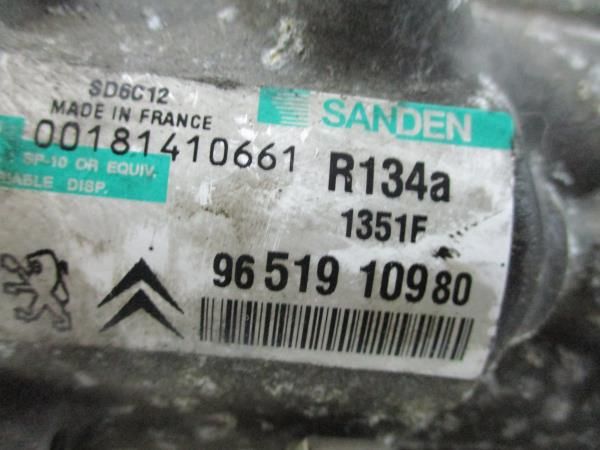 SD6C12
MADE IN FRANCE
SANDEN
00181410661
SP-10 OR EQUIV.
R134a
ABLE DISP.
1351F
96 519 109 80